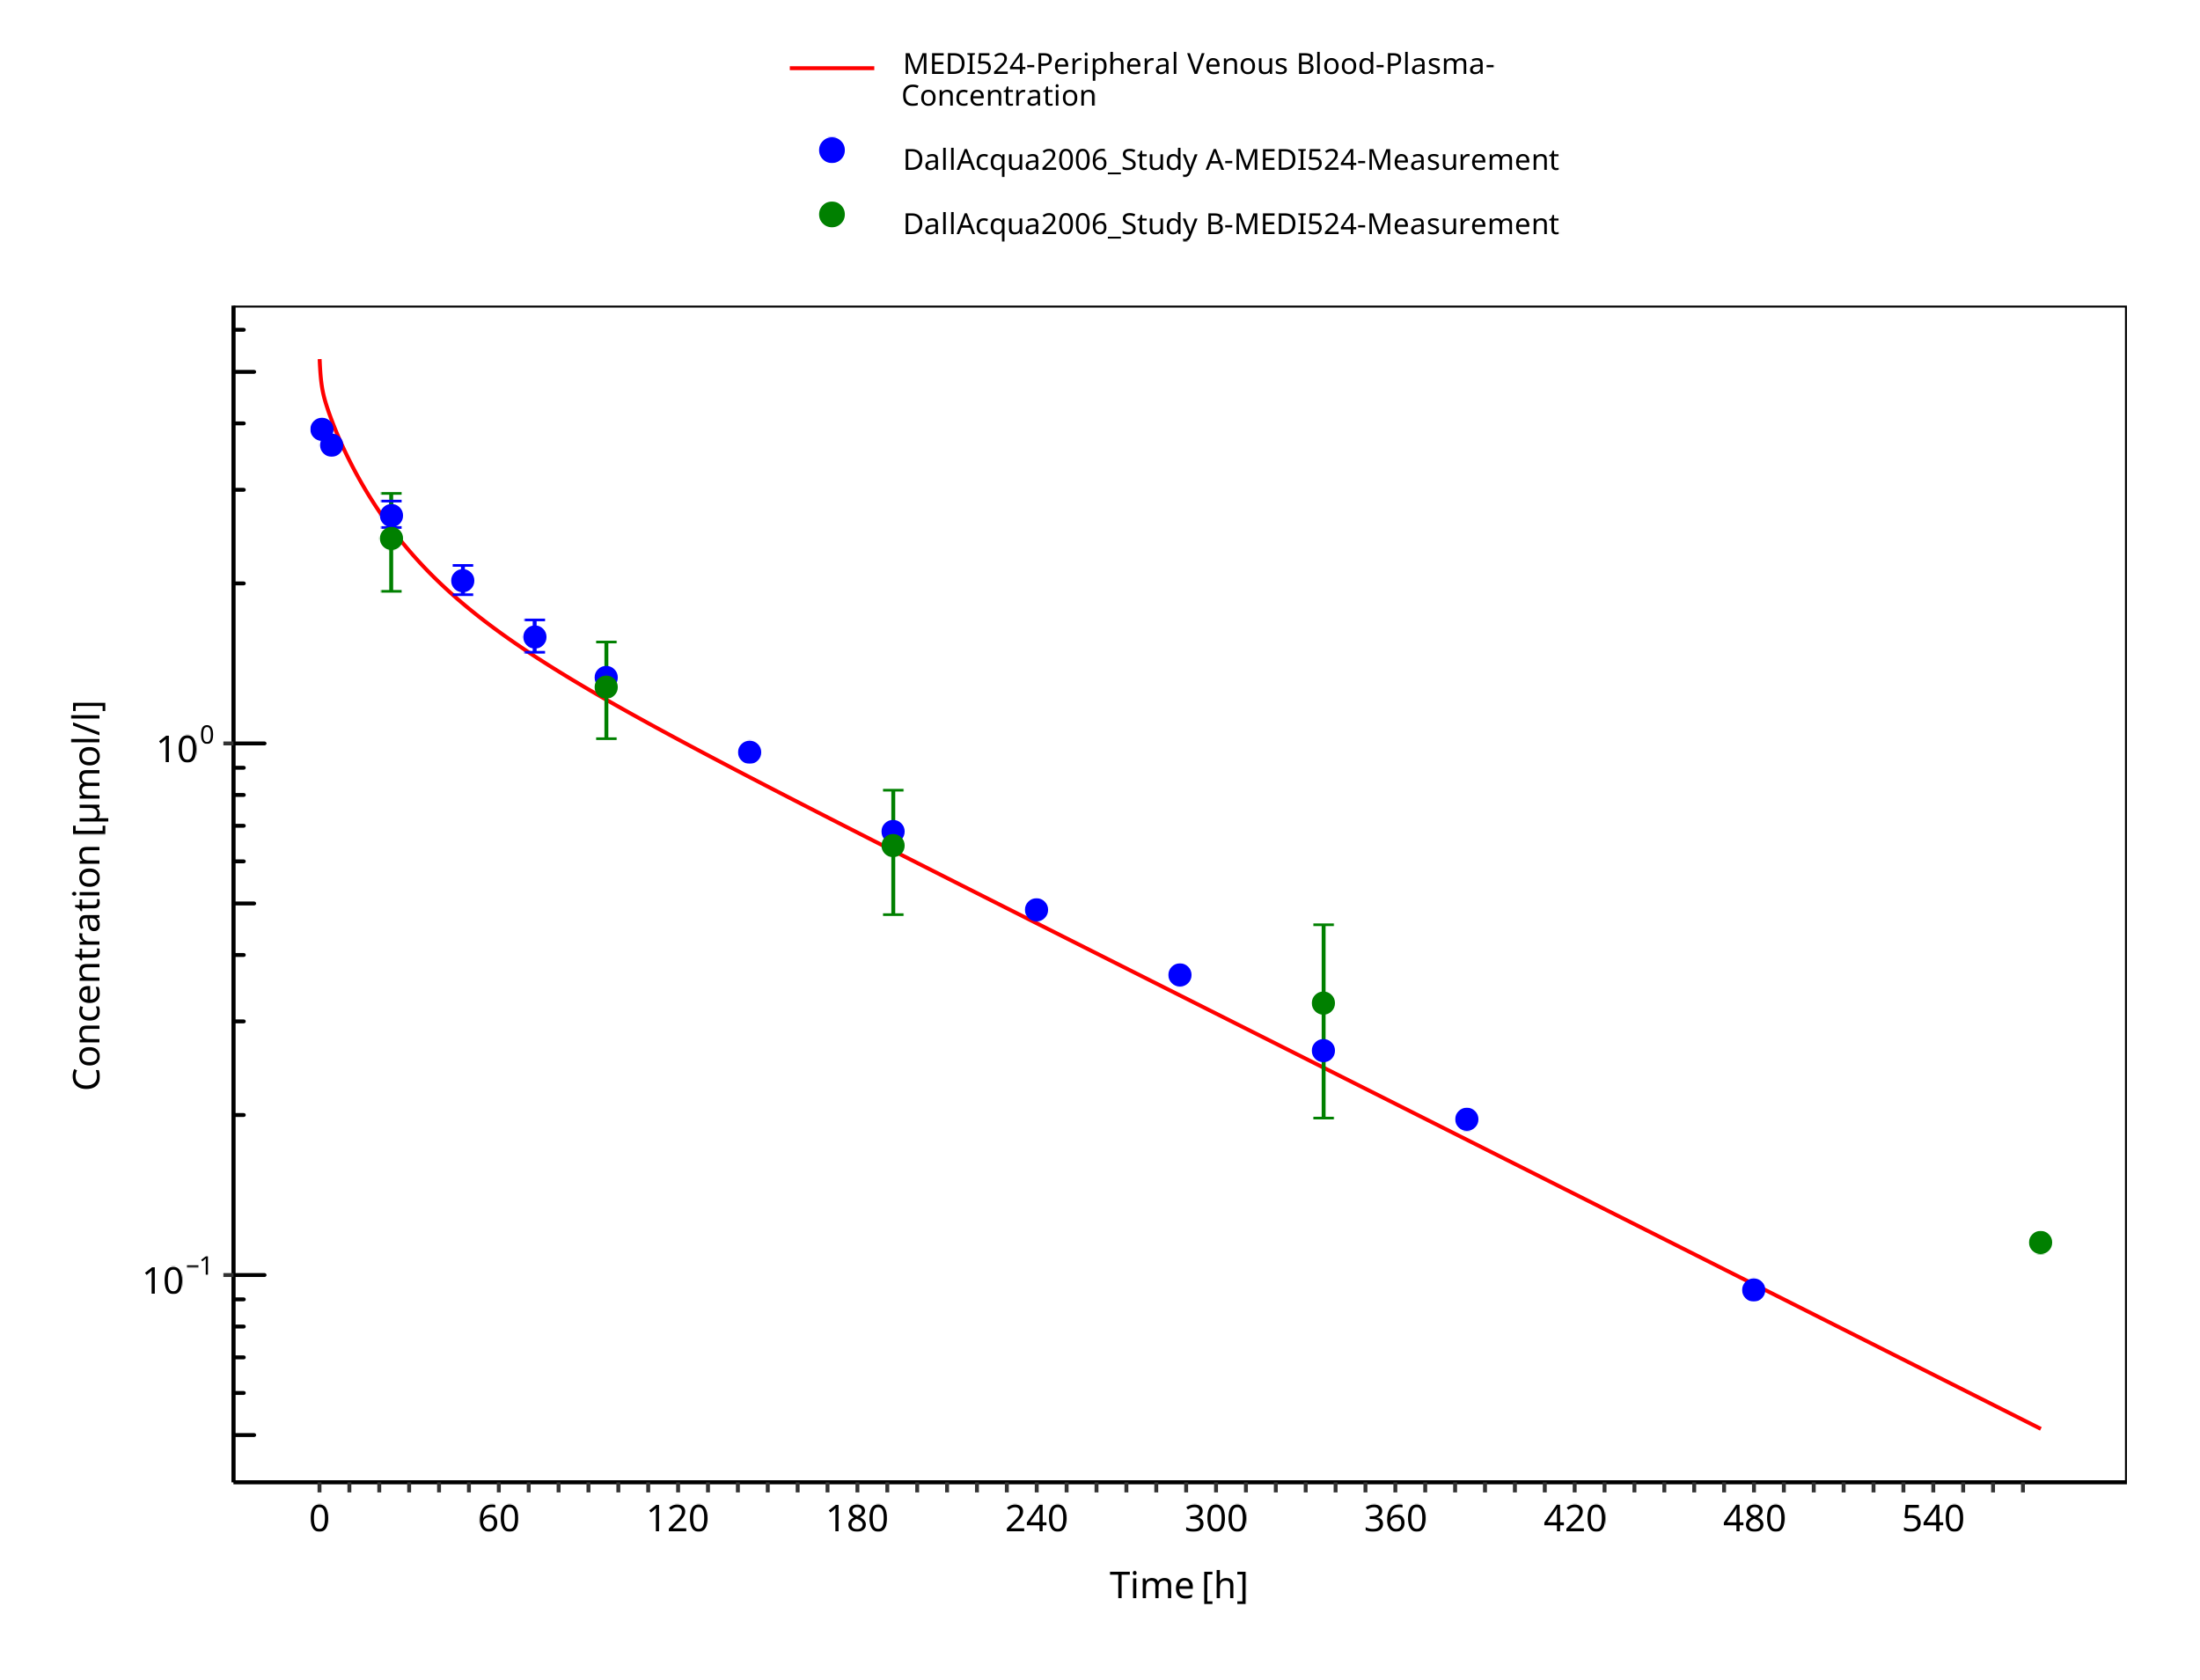 MEDI524-Peripheral Venous Blood-Plasma-
Concentration
DallAcqua2006_Study A-MEDI524-Measurement
DallAcqua2006_Study B-MEDI524-Measurement
Concentration [µmol/l]
10⁰
10⁻¹
0 60 120 180 240 300 360 420 480 540
Time [h]